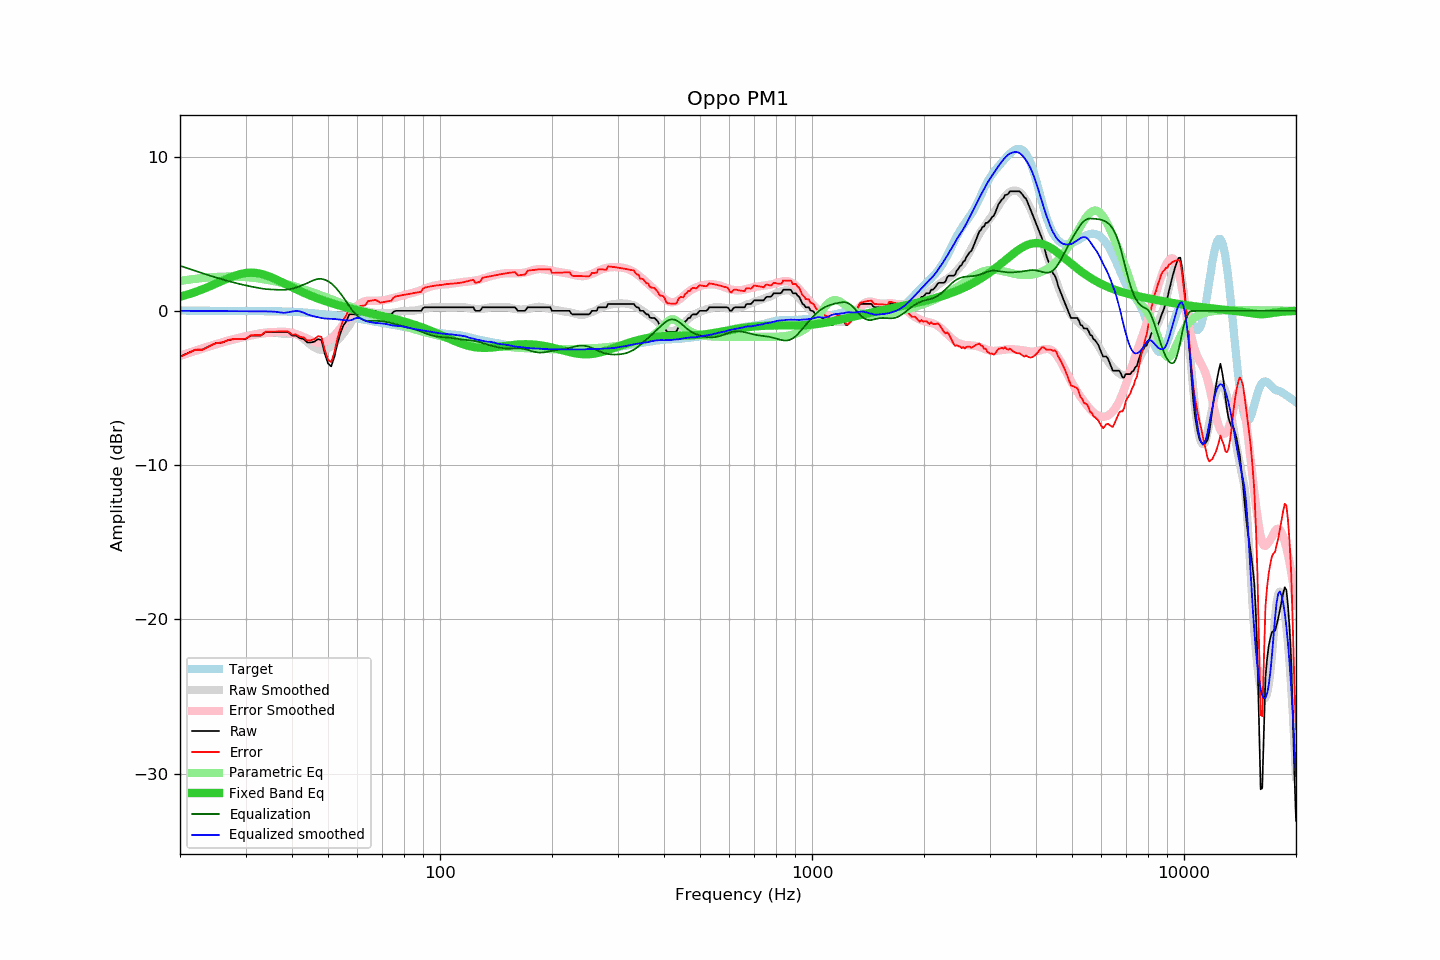 Oppo PM1
Amplitude (dBr)
10
0
−10
−20
−30
Target
Raw Smoothed
Error Smoothed
Raw
Error
Parametric Eq
Fixed Band Eq
Equalization
Equalized smoothed
100
1000
10000
Frequency (Hz)